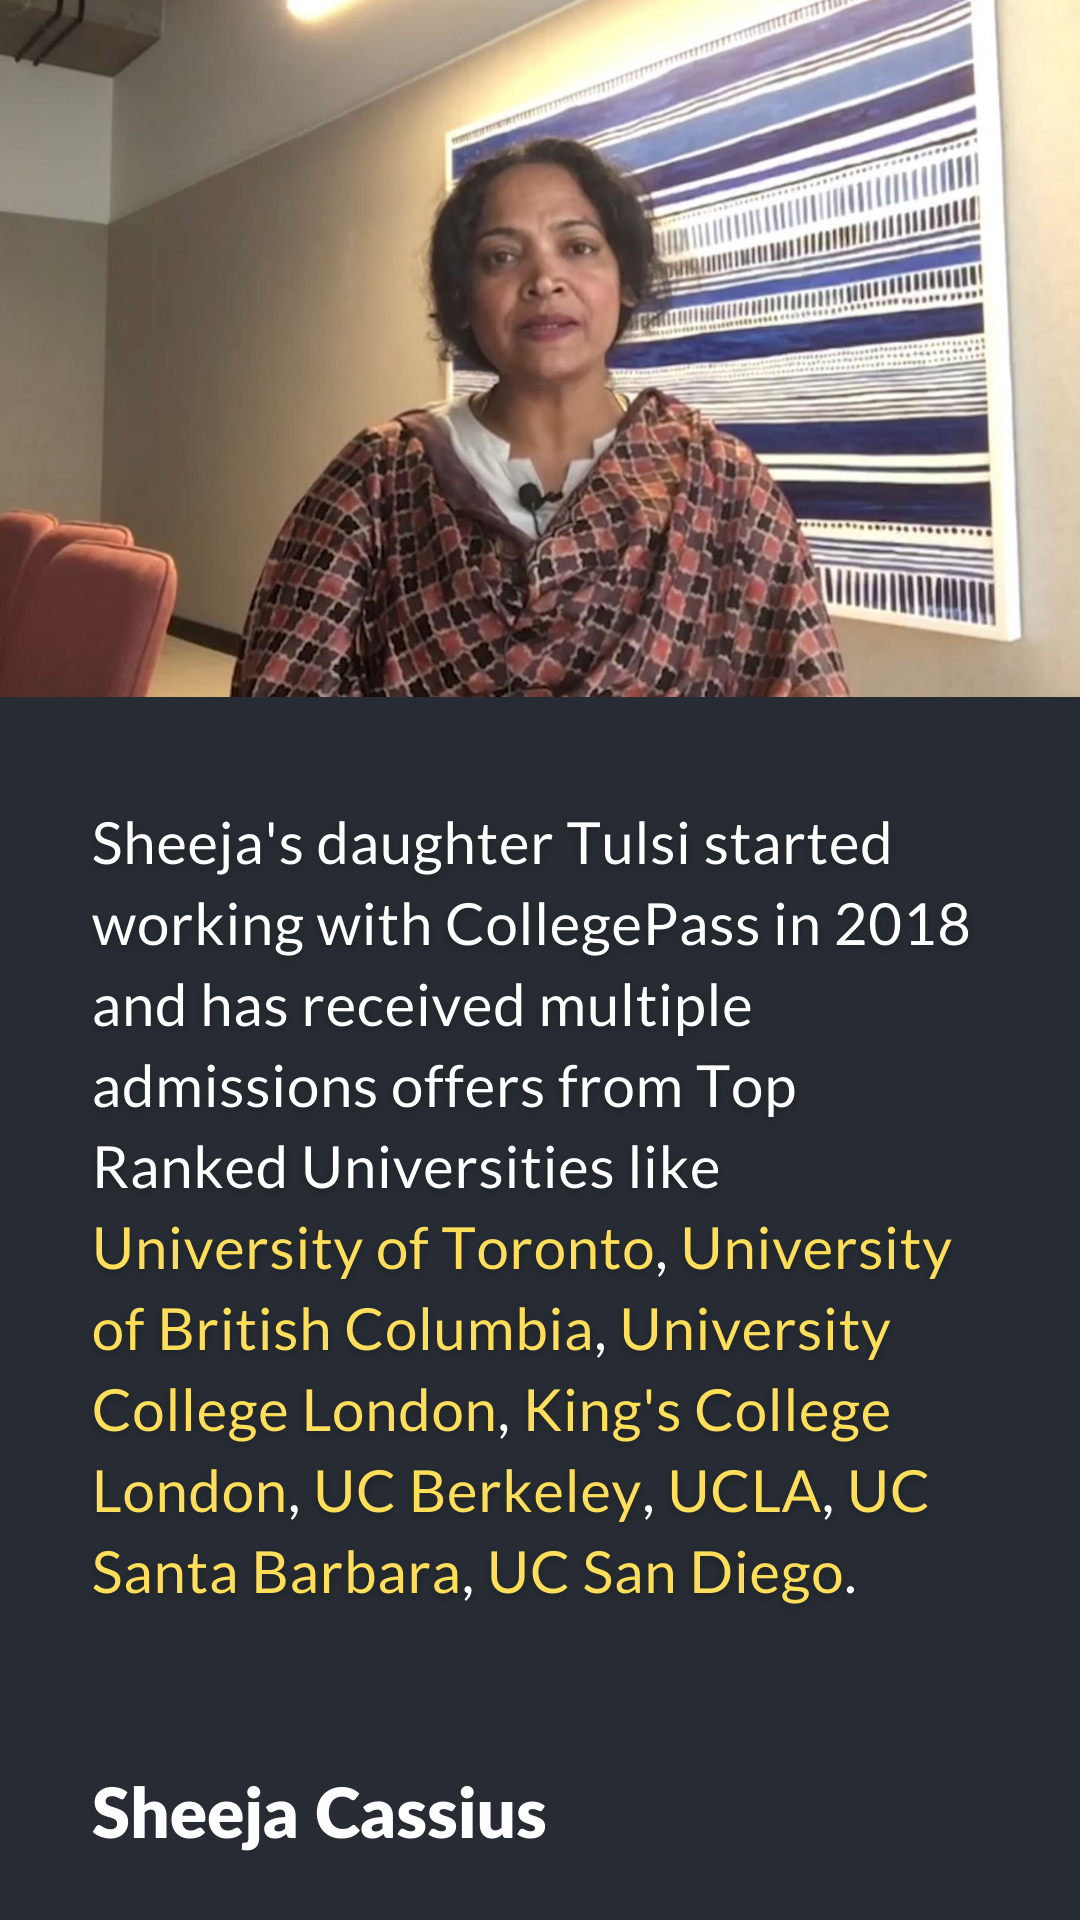 Sheeja's daughter Tulsi started
working with CollegePass in 2018
and has received multiple
admissions offers from Top
Ranked Universities like
University of Toronto, University
of British Columbia, University
College London, King's College
London, UC Berkeley, UCLA, UC
Santa Barbara, UC San Diego.
Sheeja Cassius